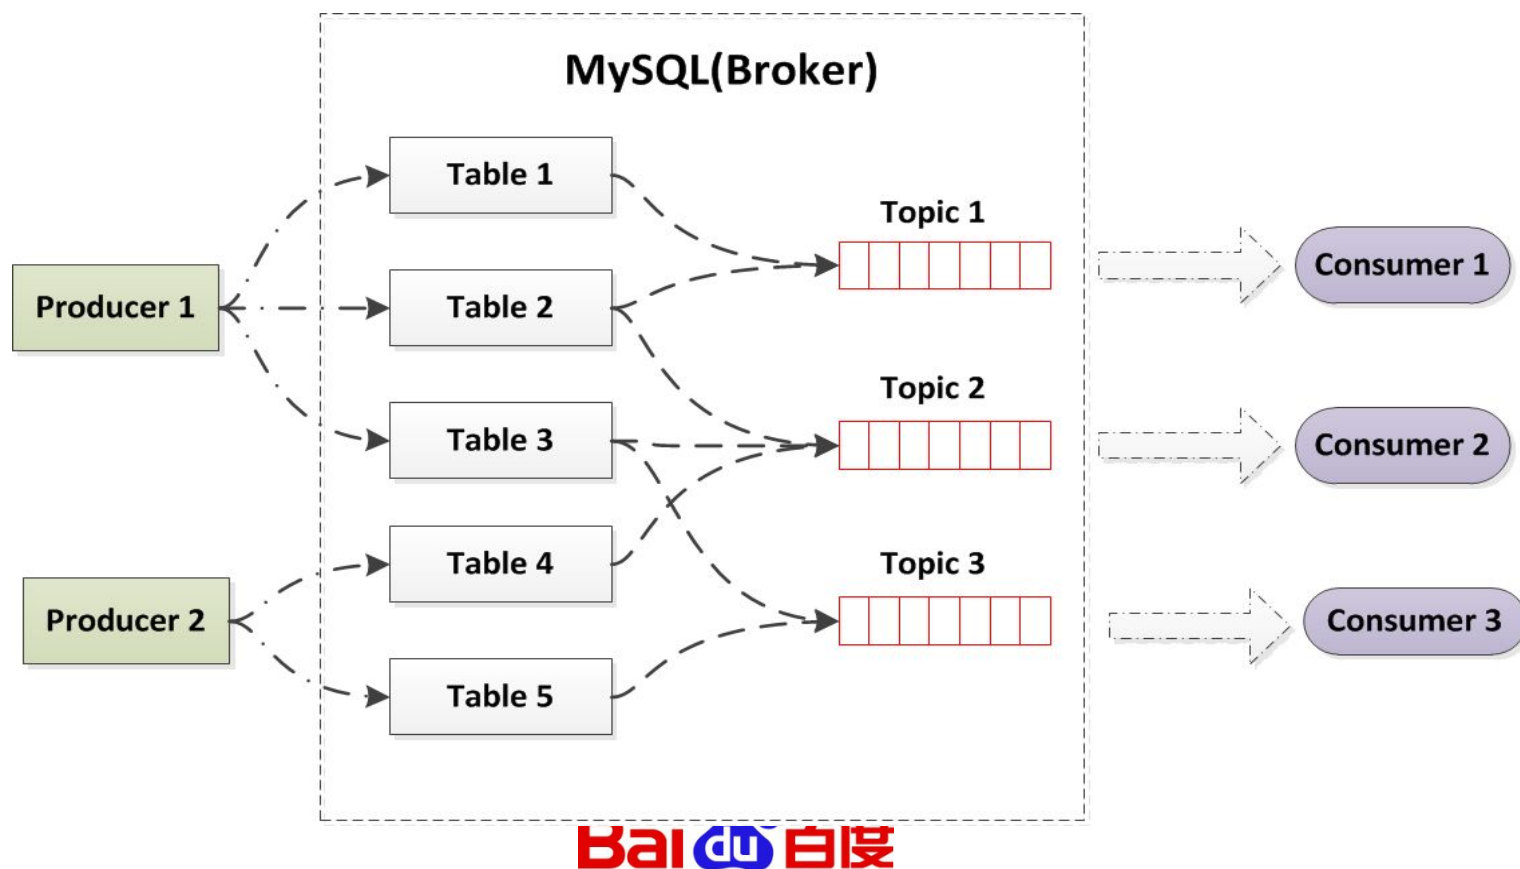 MySQL(Broker)
Table 1
Topic 1
Producer 1
Table 2
Consumer 1
Topic 2
Table 3
Consumer 2
Table 4
Topic 3
Producer 2
Consumer 3
Table 5
Bai du 百度